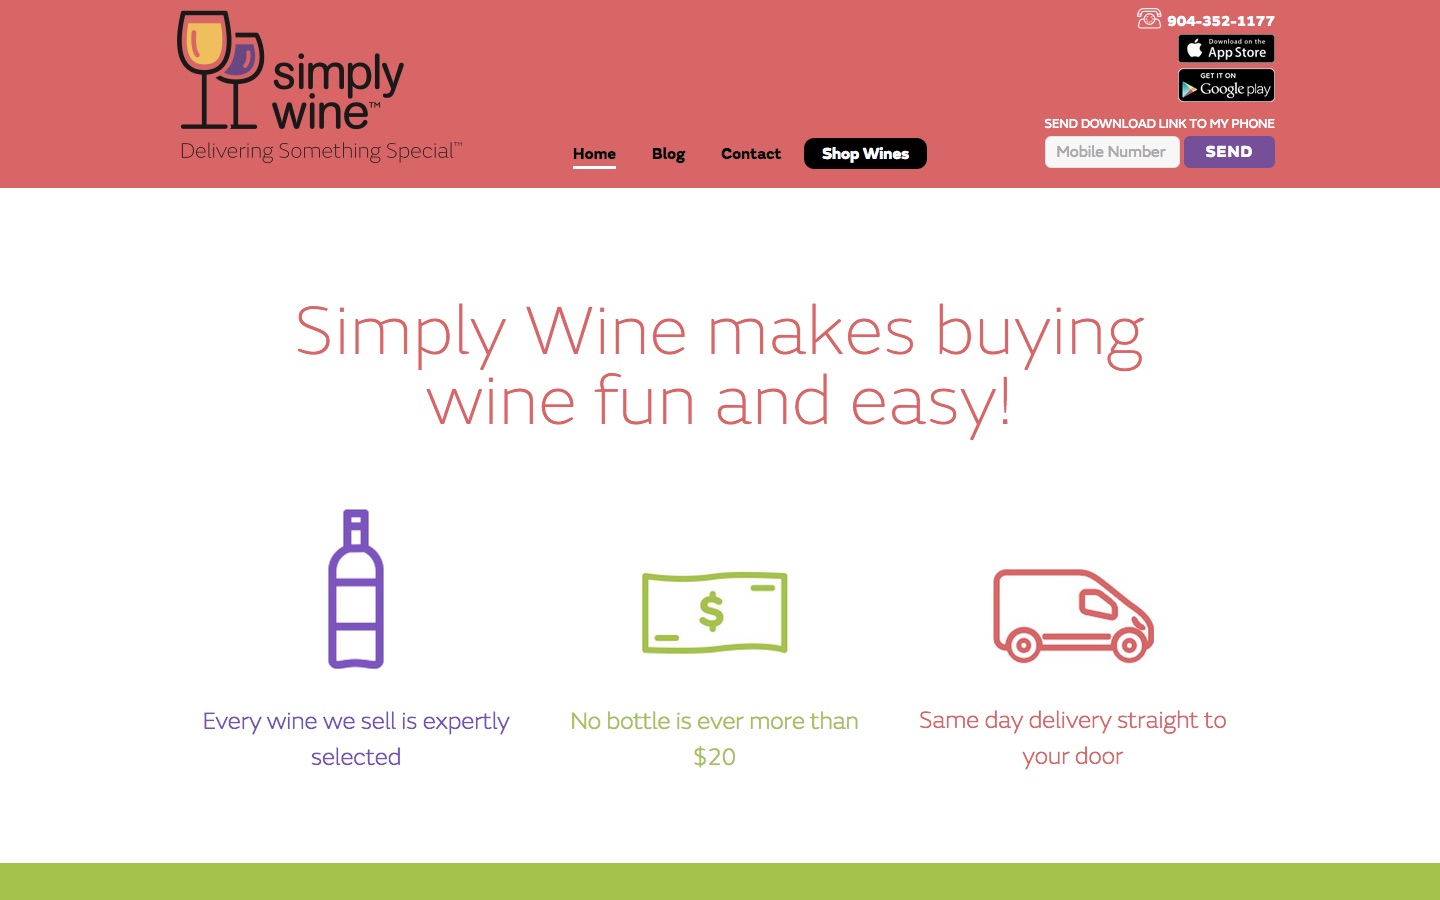 simply
wine™
Delivering Something Special™
Home
Blog
Contact
Shop Wines
904-352-1177
Download on the
App Store
GET IT ON
Google play
SEND DOWNLOAD LINK TO MY PHONE
Mobile Number
SEND
Simply Wine makes buying
wine fun and easy!
$
Every wine we sell is expertly
selected
No bottle is ever more than
$20
Same day delivery straight to
your door